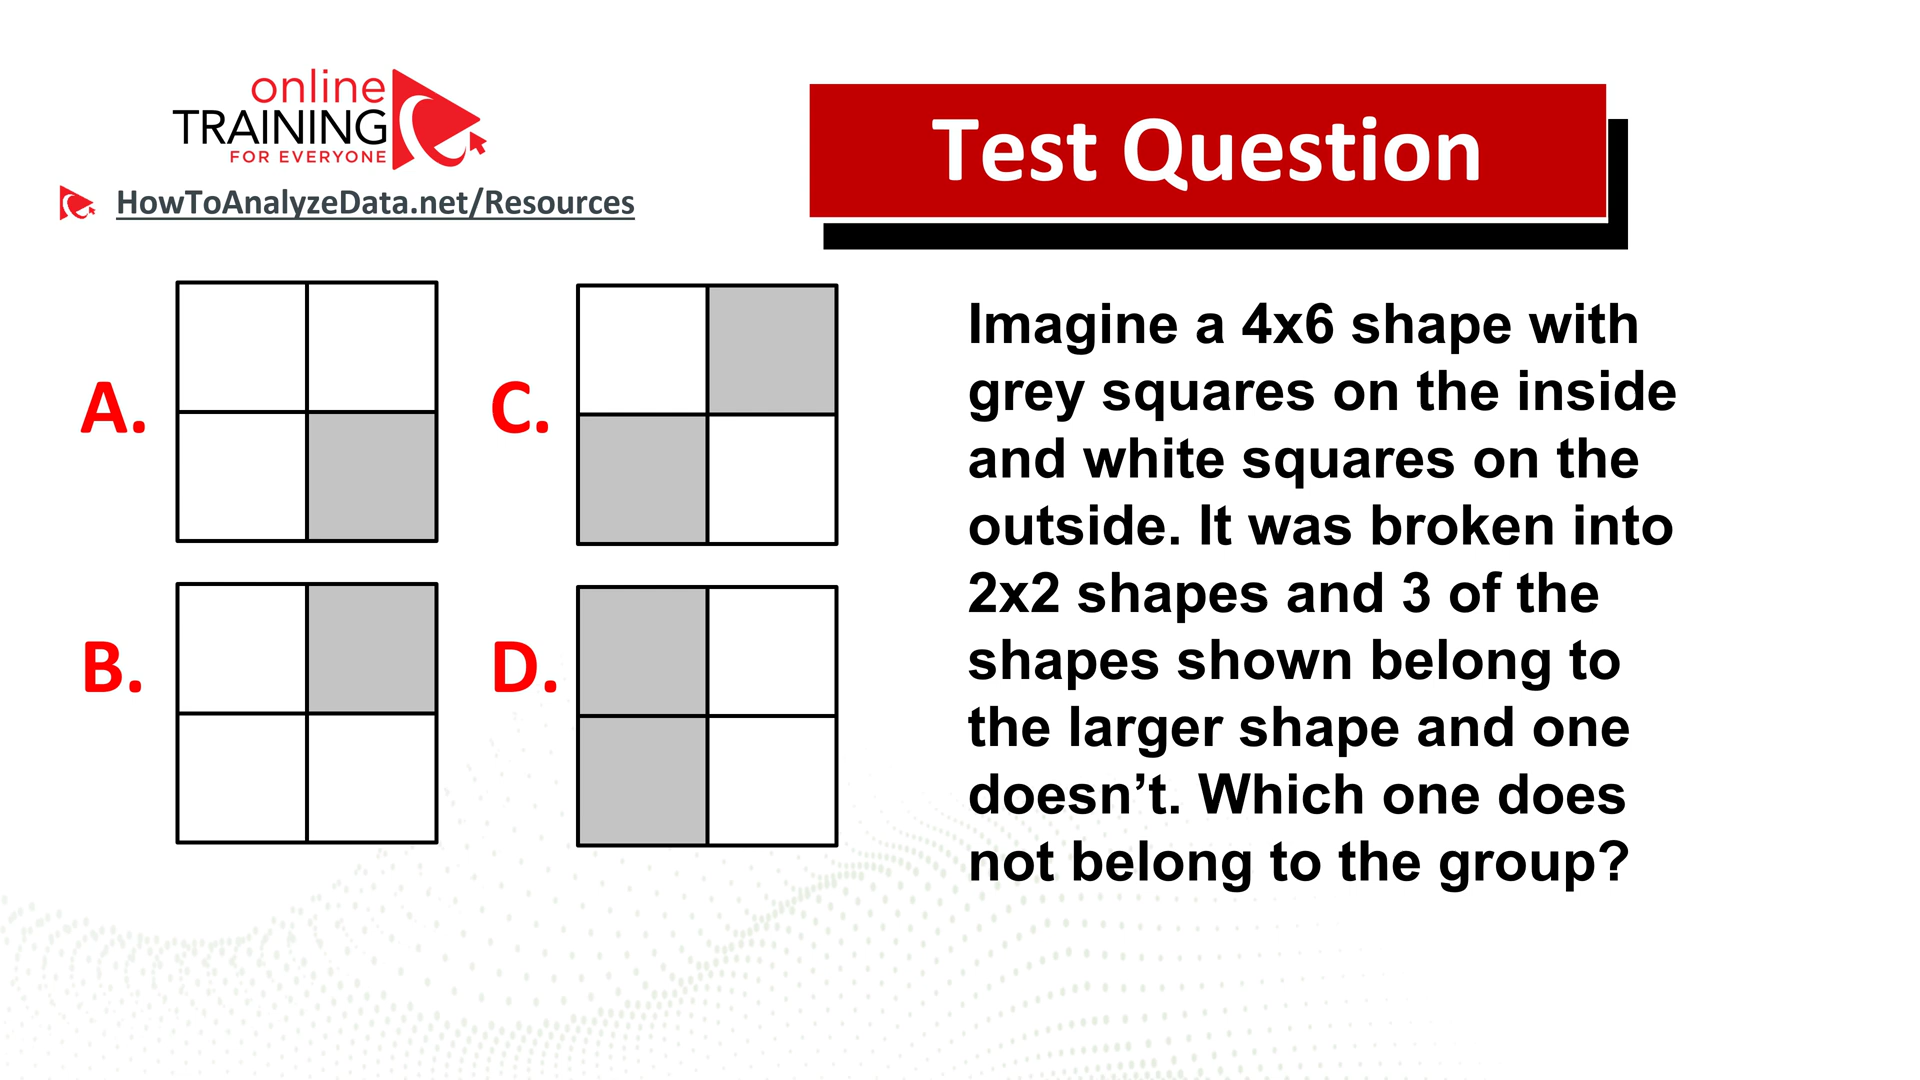 online
TRAINING
FOR EVERYONE
HowToAnalyzeData.net/Resources
Test Question
A.
C.
B.
D.
Imagine a 4x6 shape with
grey squares on the inside
and white squares on the
outside. It was broken into
2x2 shapes and 3 of the
shapes shown belong to
the larger shape and one
doesn’t. Which one does
not belong to the group?